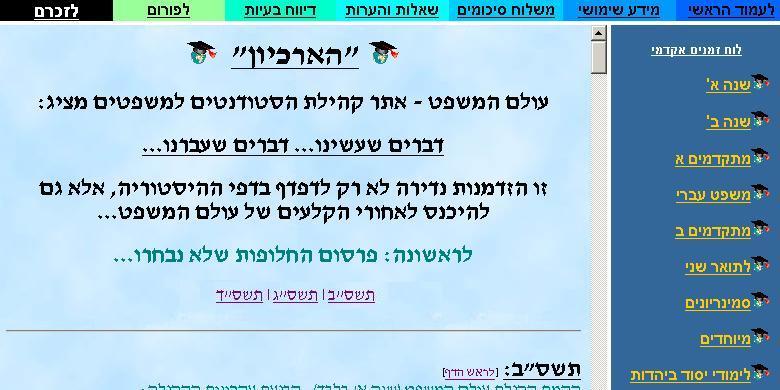 לעמוד הראשי
מידע שימושי
משלוח סיכומים
שאלות והערות
דיווח בעיות
לפורום
לזכרם
לוח זמנים אקדמי
שנה א'
שנה ב'
מתקדמים א
משפט עברי
מתקדמים ב
לתואר שני
סמינריונים
מיוחדים
לימודי יסוד ביהדות
"הארכיון"
עולם המשפט - אתר קהילת הסטודנטים למשפטים מציג:
דברים שעשינו... דברים שעברנו...
זו הזדמנות נדירה לא רק לדפדף בדפי ההיסטוריה, אלא גם
להיכנס לאחורי הקלעים של עולם המשפט...
לראשונה: פרסום החלופות שלא נבחרו...
תשס"ב | תשס"ג | תשס"ד
תשס"ב: [לראש הדף]